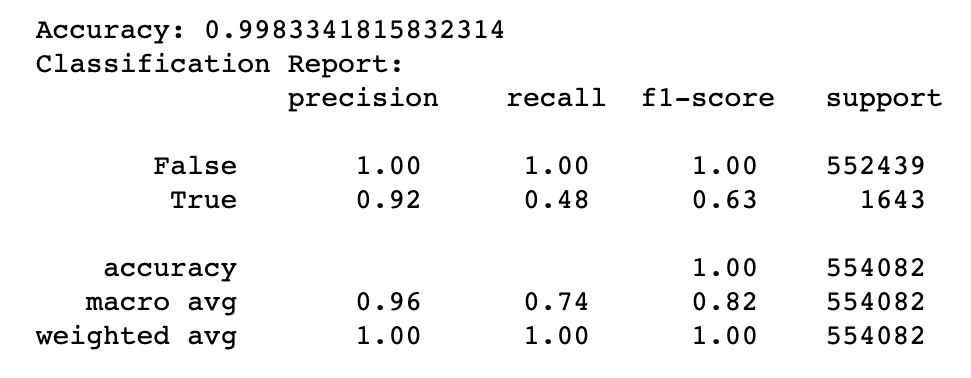 Accuracy: 0.9983341815832314
Classification Report:
precision recall f1-score support
False 1.00 1.00 1.00 552439
True 0.92 0.48 0.63 1643
accuracy 1.00 554082
macro avg 0.96 0.74 0.82 554082
weighted avg 1.00 1.00 1.00 554082